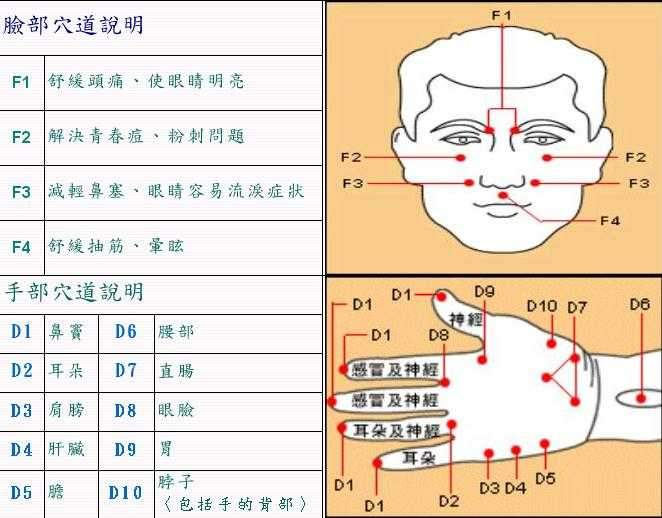 臉部穴道說明
F1 舒緩頭痛、使眼睛明亮
F2 解決青春痘、粉刺問題
F3 減輕鼻塞、眼睛容易流淚症狀
F4 舒緩抽筋、暈眩
F1
F2 F2
F3 F3
F4
手部穴道說明
D1 鼻竇 D6 腰部
D2 耳朵 D7 直腸
D3 肩膀 D8 眼臉
D4 肝臟 D9 胃
D5 膽 D10 脖子
〈包括手的背部〉
D1 D9
D1 D10 D7 D6
D1 D8
神經
感冒及神經
感冒及神經
耳朵及神經
耳朵
D1 D1 D2 D3 D4 D5